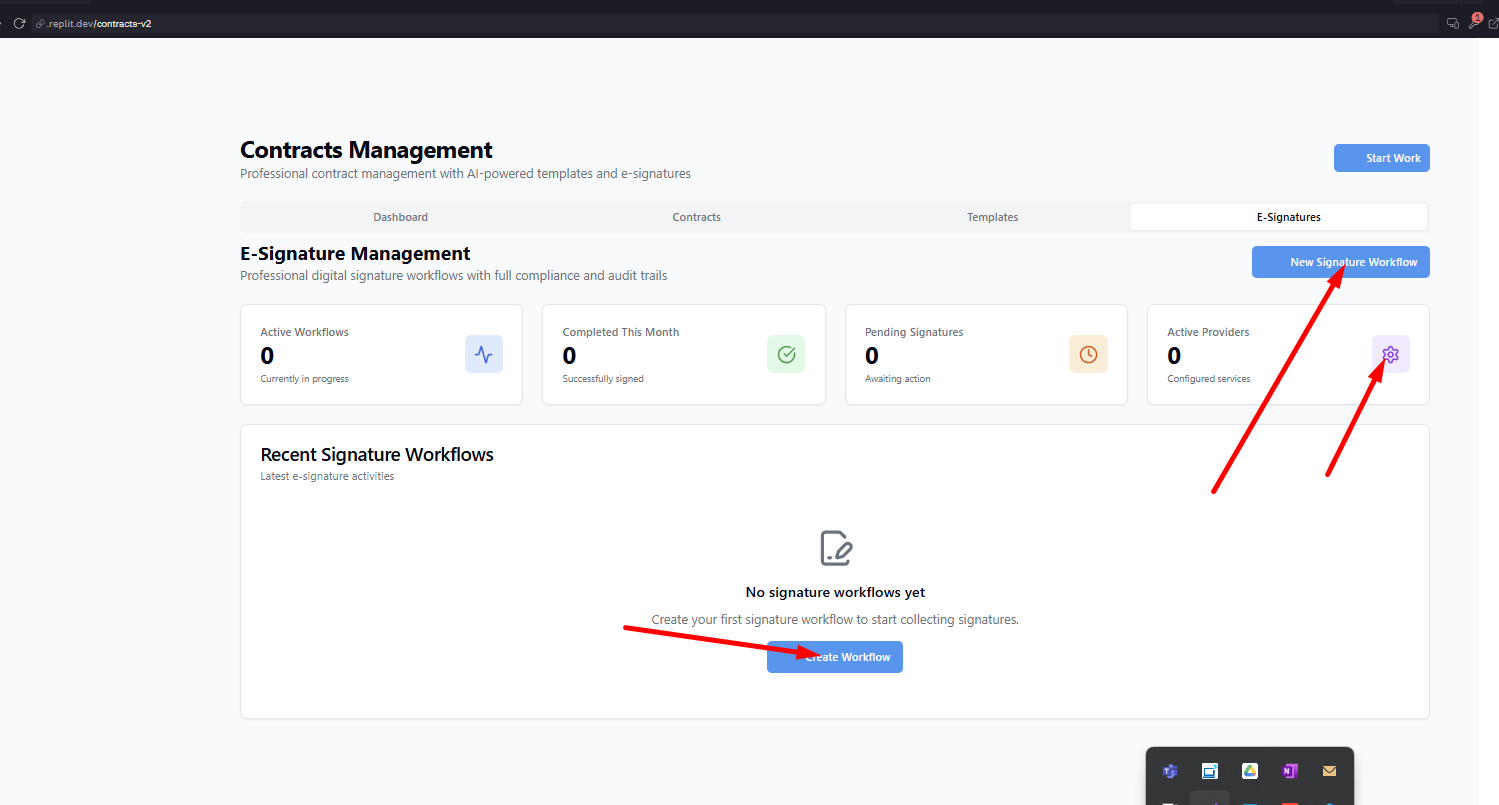 .replit.dev/contracts-v2
1
Contracts Management
Professional contract management with AI-powered templates and e-signatures
Start Work
Dashboard
Contracts
Templates
E-Signatures
E-Signature Management
Professional digital signature workflows with full compliance and audit trails
New Signature Workflow
Active Workflows
0
Currently in progress
Completed This Month
0
Successfully signed
Pending Signatures
0
Awaiting action
Active Providers
0
Configured services
Recent Signature Workflows
Latest e-signature activities
No signature workflows yet
Create your first signature workflow to start collecting signatures.
Create Workflow